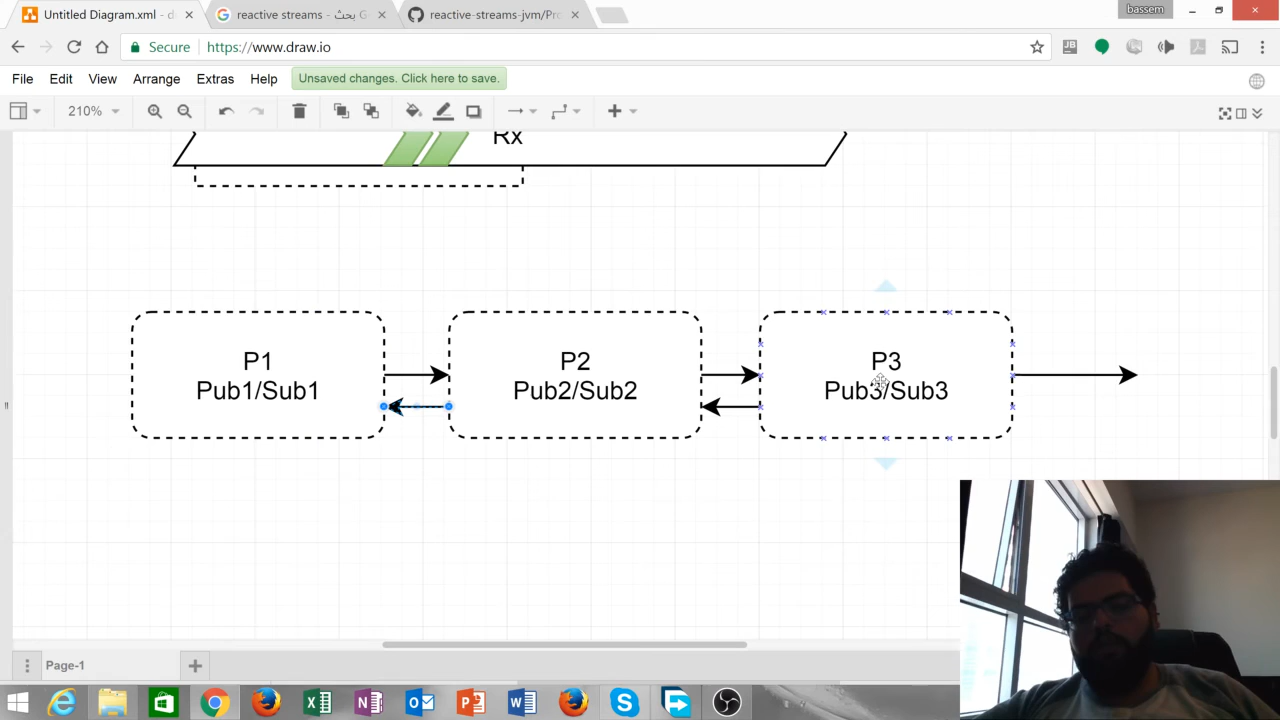 Untitled Diagram.xml - d
reactive streams - بحث G
reactive-streams-jvm/Pro
bassem
Secure
https://www.draw.io
File
Edit
View
Arrange
Extras
Help
Unsaved changes. Click here to save.
210%
Rx
P1
Pub1/Sub1
P2
Pub2/Sub2
P3
Pub3/Sub3
Page-1